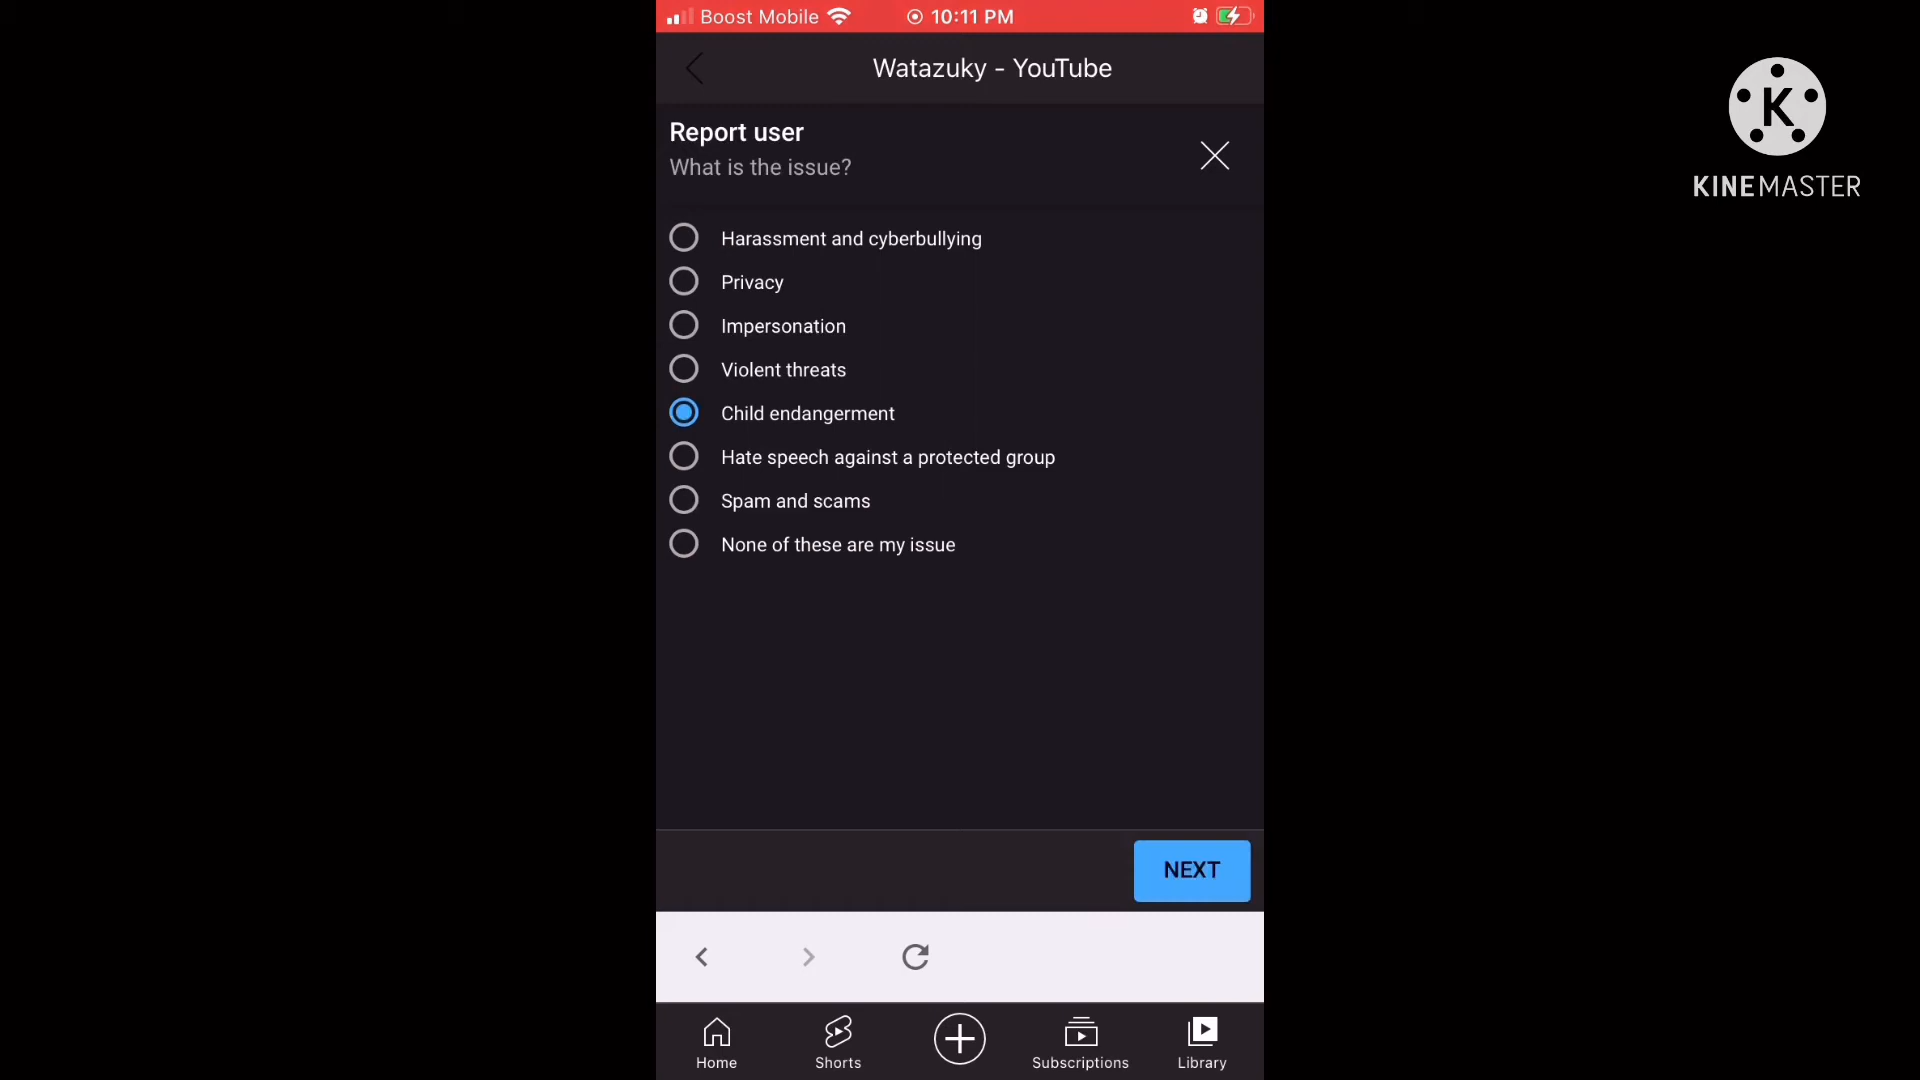 Boost Mobile 10:11 PM
Watazuky - YouTube
K
KINEMASTER
Report user
What is the issue?
Harassment and cyberbullying
Privacy
Impersonation
Violent threats
Child endangerment
Hate speech against a protected group
Spam and scams
None of these are my issue
NEXT
Home Shorts Subscriptions Library